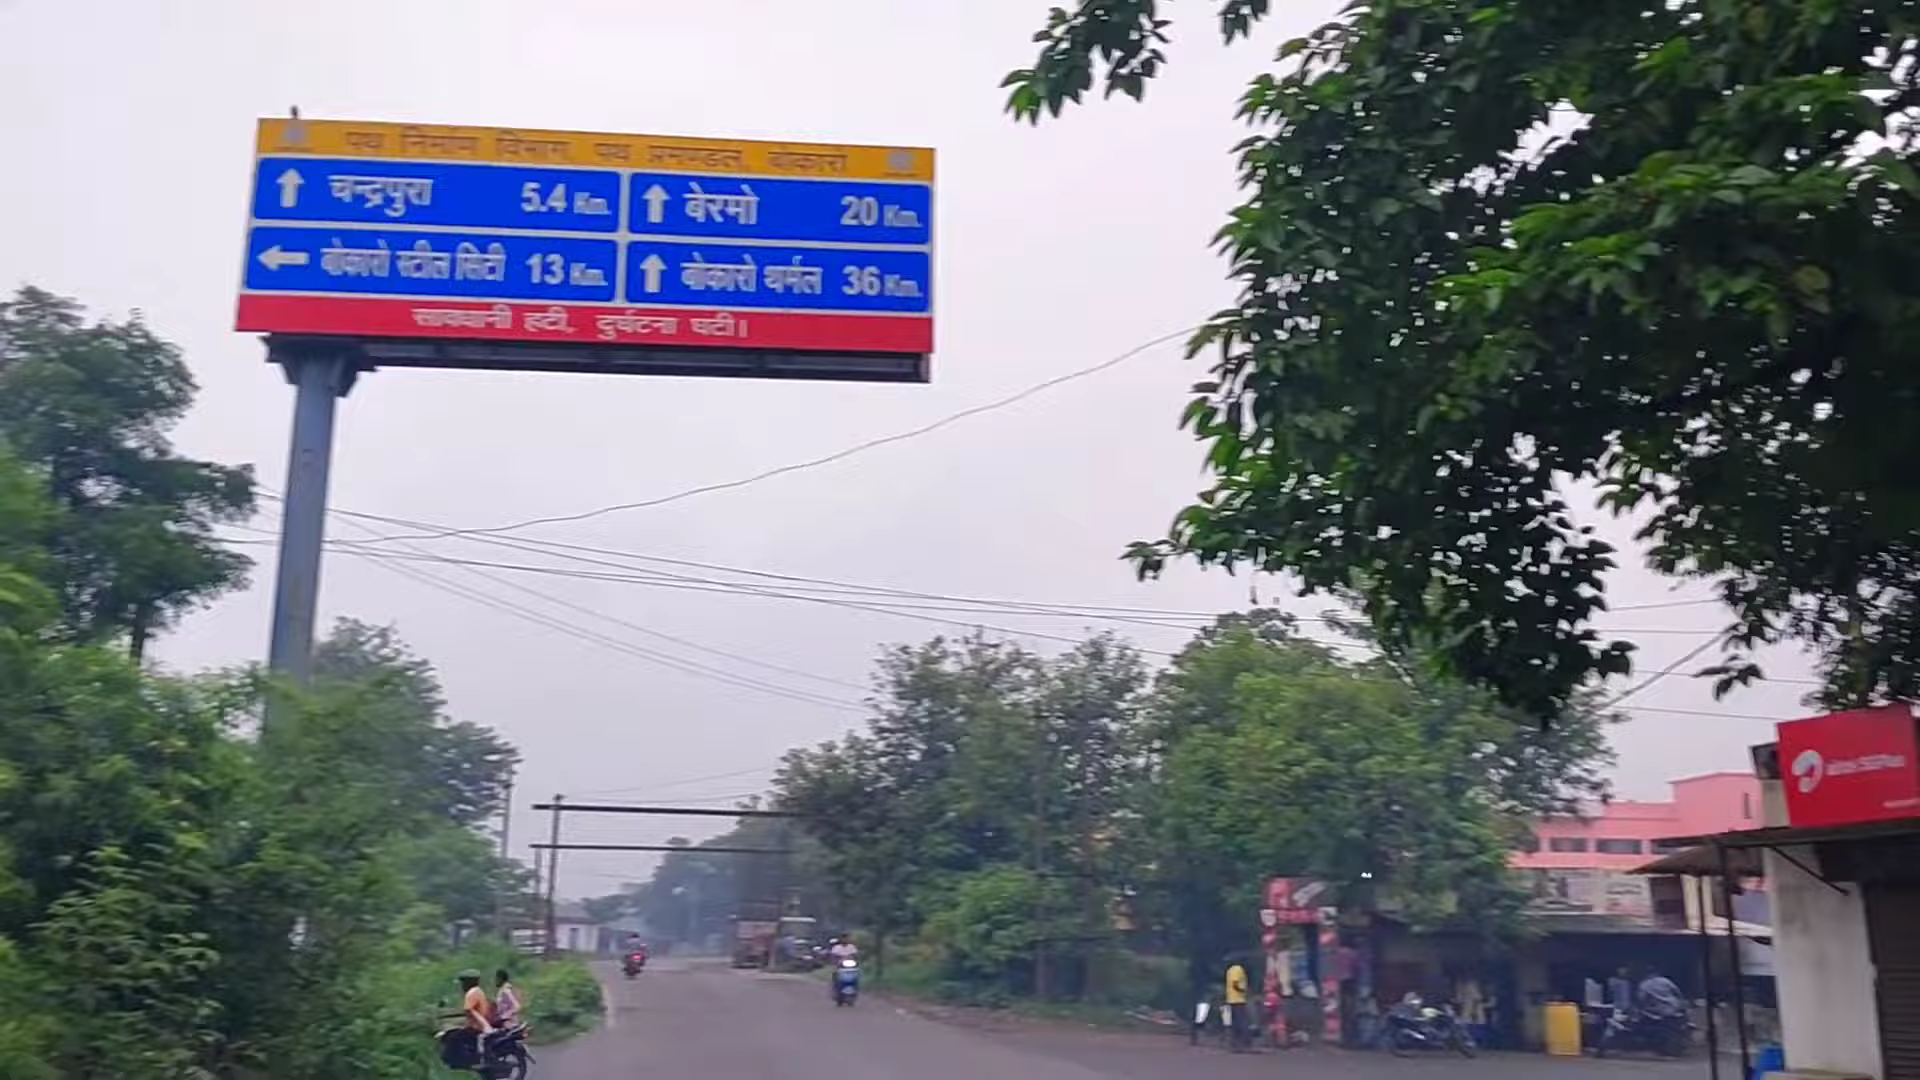 पथ निर्माण विभाग, पथ प्रमण्डल, बोकारो
चन्द्रपुरा 5.4 Km.
बेरमो 20 Km.
बोकारो स्टील सिटी 13 Km.
बोकारो थर्मल 36 Km.
सावधानी हटी, दुर्घटना घटी।